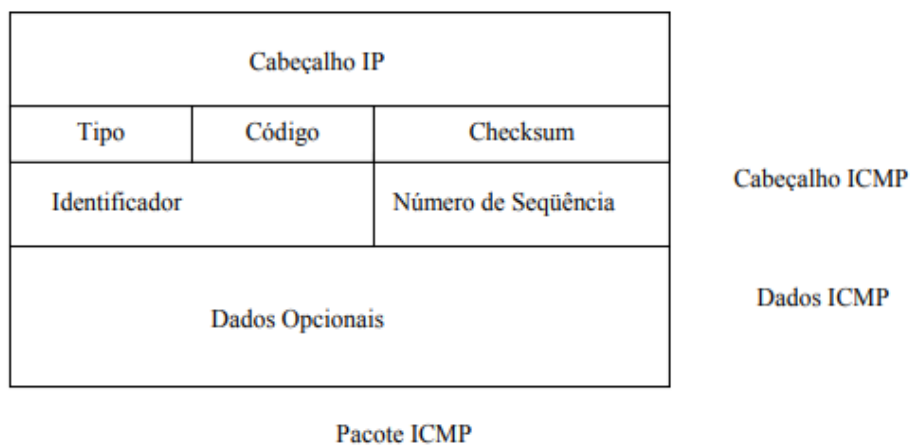 Cabeçalho IP
Tipo
Código
Checksum
Identificador
Número de Seqüência
Cabeçalho ICMP
Dados Opcionais
Dados ICMP
Pacote ICMP